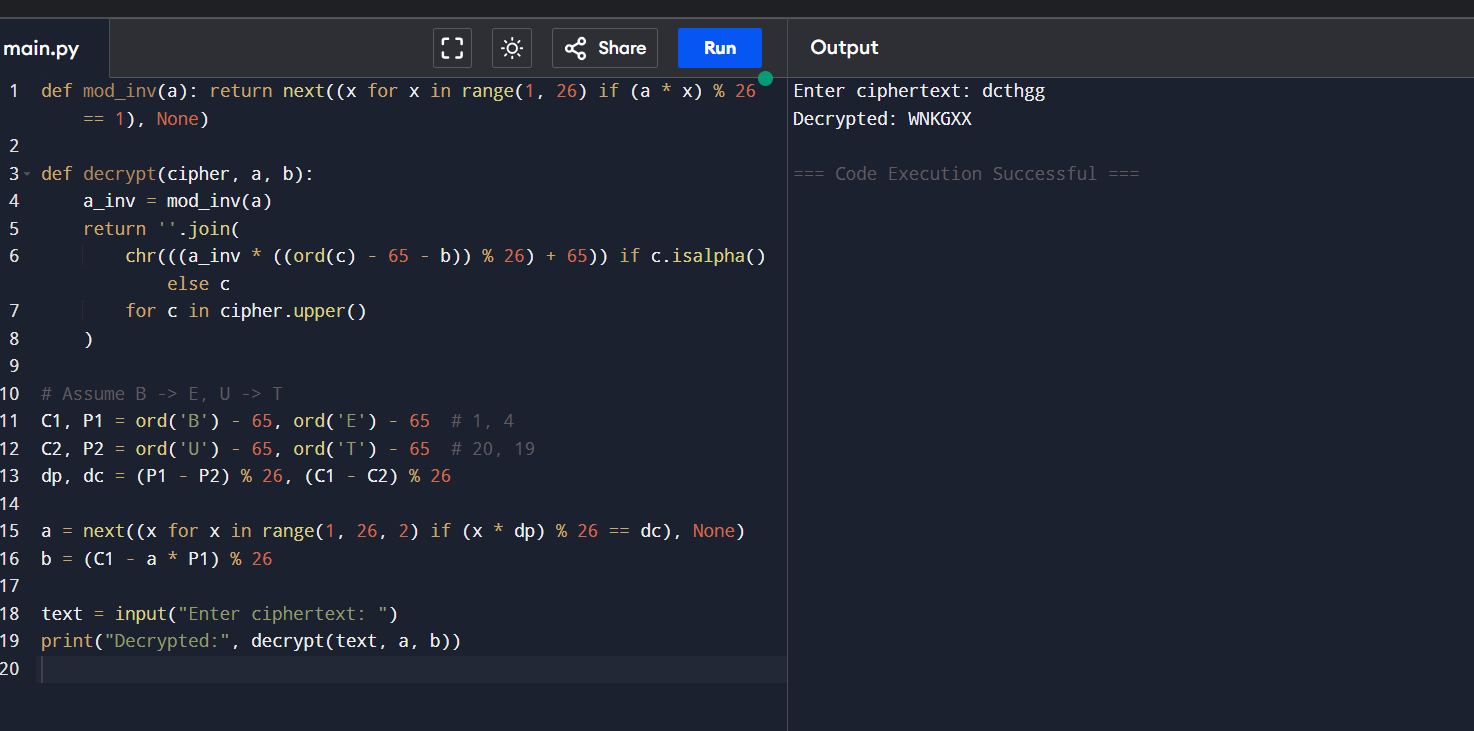 main.py
Share
Run
Output
1 def mod_inv(a): return next((x for x in range(1, 26) if (a * x) % 26
== 1), None)
2
3 def decrypt(cipher, a, b):
4 a_inv = mod_inv(a)
5 return ''.join(
6 chr(((a_inv * ((ord(c) - 65 - b)) % 26) + 65)) if c.isalpha()
else c
7 for c in cipher.upper()
8 )
9
10 # Assume B -> E, U -> T
11 C1, P1 = ord('B') - 65, ord('E') - 65  # 1, 4
12 C2, P2 = ord('U') - 65, ord('T') - 65  # 20, 19
13 dp, dc = (P1 - P2) % 26, (C1 - C2) % 26
14
15 a = next((x for x in range(1, 26, 2) if (x * dp) % 26 == dc), None)
16 b = (C1 - a * P1) % 26
17
18 text = input("Enter ciphertext: ")
19 print("Decrypted:", decrypt(text, a, b))
20
Enter ciphertext: dcthgg
Decrypted: WNKGXX
=== Code Execution Successful ===